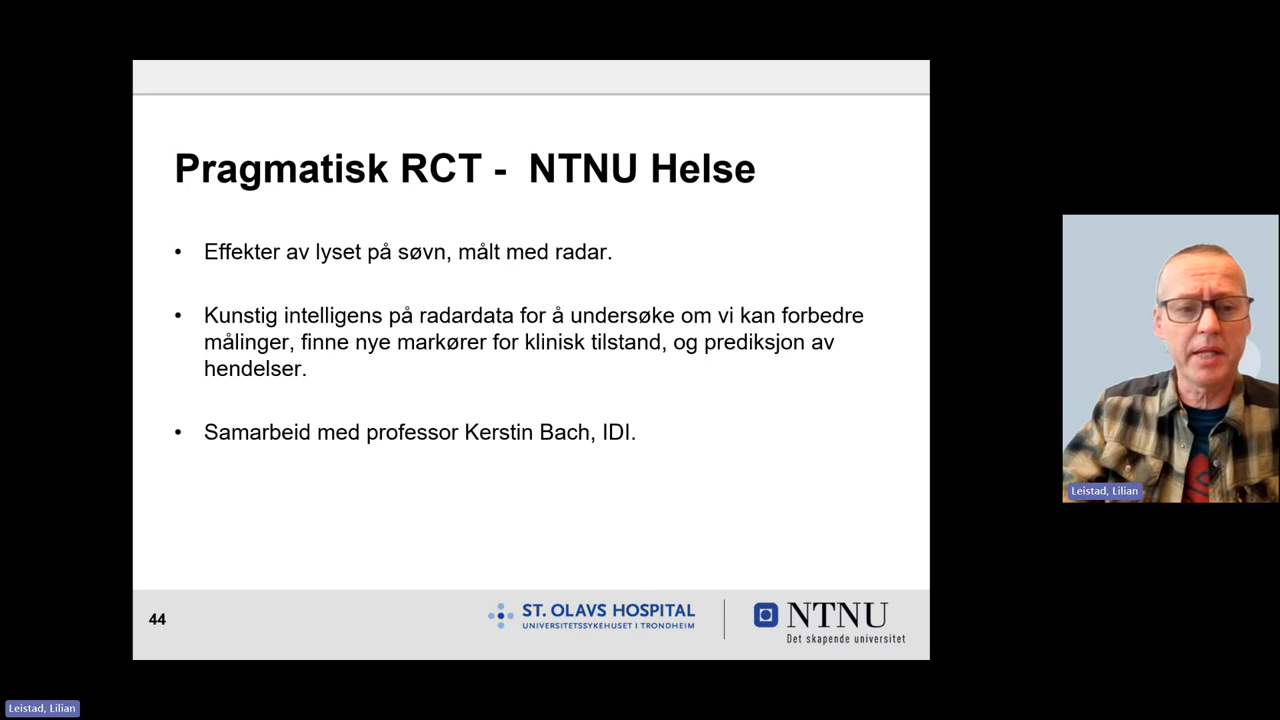 Pragmatisk RCT - NTNU Helse
• Effekter av lyset på søvn, målt med radar.
• Kunstig intelligens på radardata for å undersøke om vi kan forbedre
målinger, finne nye markører for klinisk tilstand, og prediksjon av
hendelser.
• Samarbeid med professor Kerstin Bach, IDI.
44
ST. OLAVS HOSPITAL
UNIVERSITETSSYKEHUSET I TRONDHEIM
NTNU
Det skapende universitet
Leistad, Lilian
Leistad, Lilian